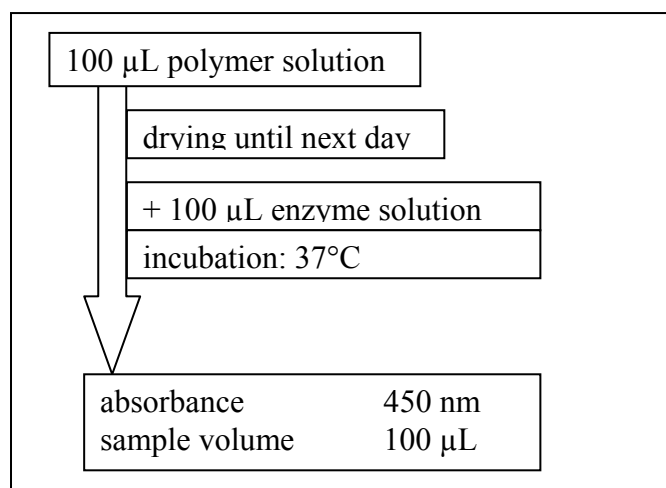 100 µL polymer solution
drying until next day
+ 100 µL enzyme solution
incubation: 37°C
absorbance 450 nm
sample volume 100 µL